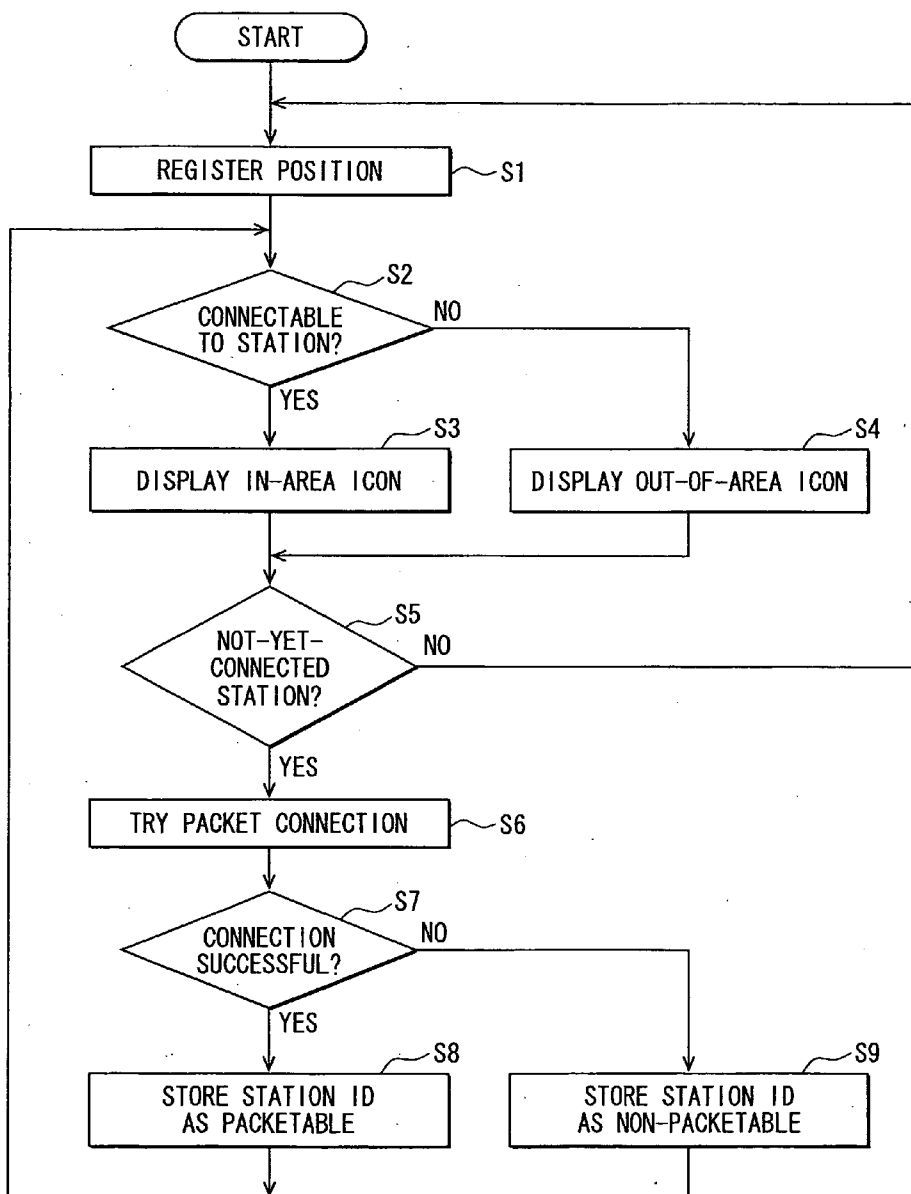 START
REGISTER POSITION
S1
S2
CONNECTABLE
TO STATION?
NO
YES
S3
DISPLAY IN-AREA ICON
S4
DISPLAY OUT-OF-AREA ICON
S5
NOT-YET-
CONNECTED
STATION?
NO
YES
TRY PACKET CONNECTION
S6
S7
CONNECTION
SUCCESSFUL?
NO
YES
S8
STORE STATION ID
AS PACKETABLE
S9
STORE STATION ID
AS NON-PACKETABLE